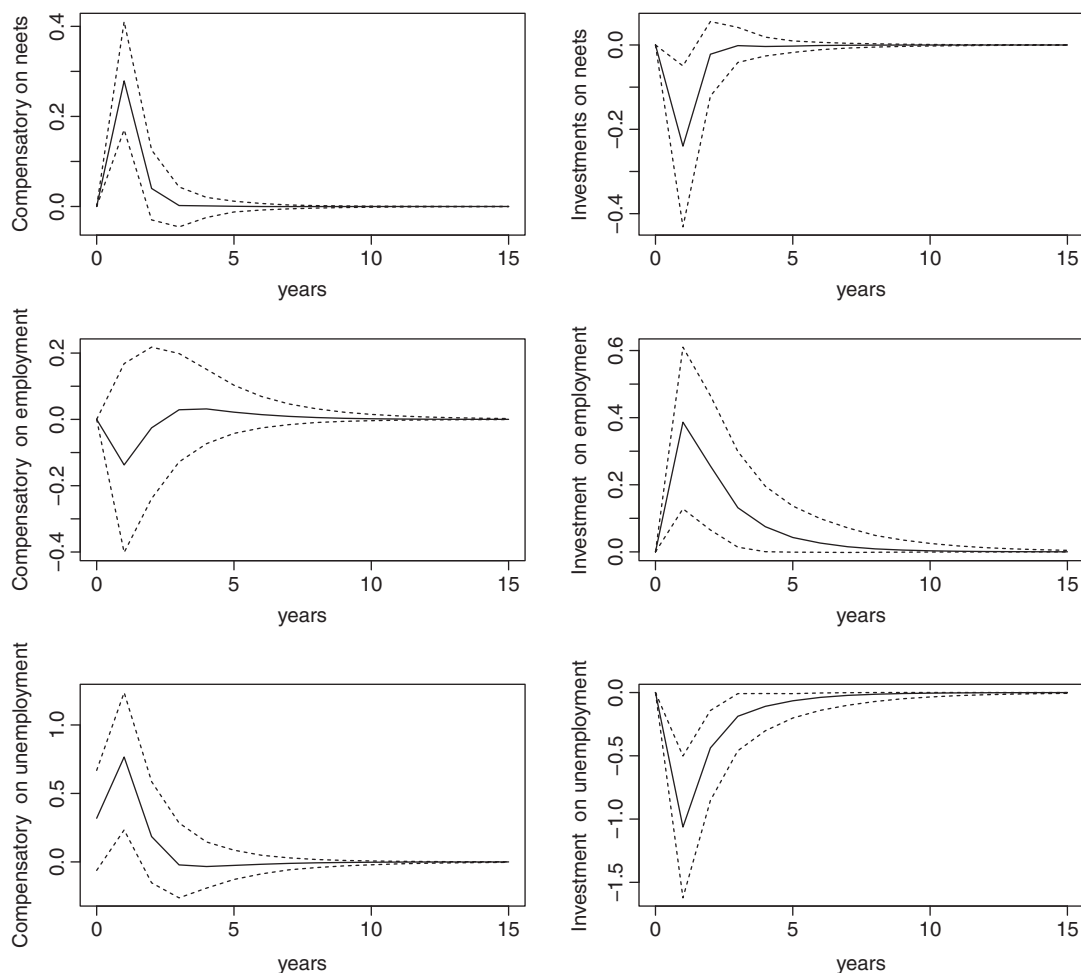 Compensatory on neets
0.0 0.2 0.4
0 5 10 15
years
Investments on neets
−0.4 −0.2 0.0
0 5 10 15
years
Compensatory on employment
−0.4 −0.2 0.0 0.2
0 5 10 15
years
Investment on employment
0.0 0.2 0.4 0.6
0 5 10 15
years
Compensatory on unemployment
0.0 0.5 1.0
0 5 10 15
years
Investment on unemployment
−1.5 −1.0 −0.5 0.0
0 5 10 15
years